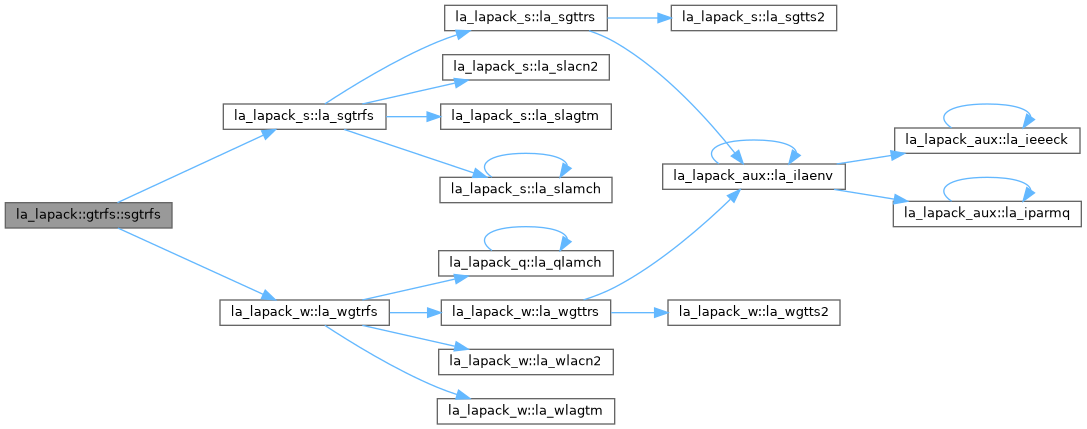 la_lapack::gtrfs::sgtrfs
la_lapack_s::la_sgtrfs
la_lapack_w::la_wgtrfs
la_lapack_s::la_sgttrs
la_lapack_s::la_slacn2
la_lapack_s::la_slagtm
la_lapack_s::la_slamch
la_lapack_q::la_qlamch
la_lapack_w::la_wgttrs
la_lapack_w::la_wlacn2
la_lapack_w::la_wlagtm
la_lapack_s::la_sgtts2
la_lapack_aux::la_ilaenv
la_lapack_w::la_wgtts2
la_lapack_aux::la_ieeeck
la_lapack_aux::la_iparmq